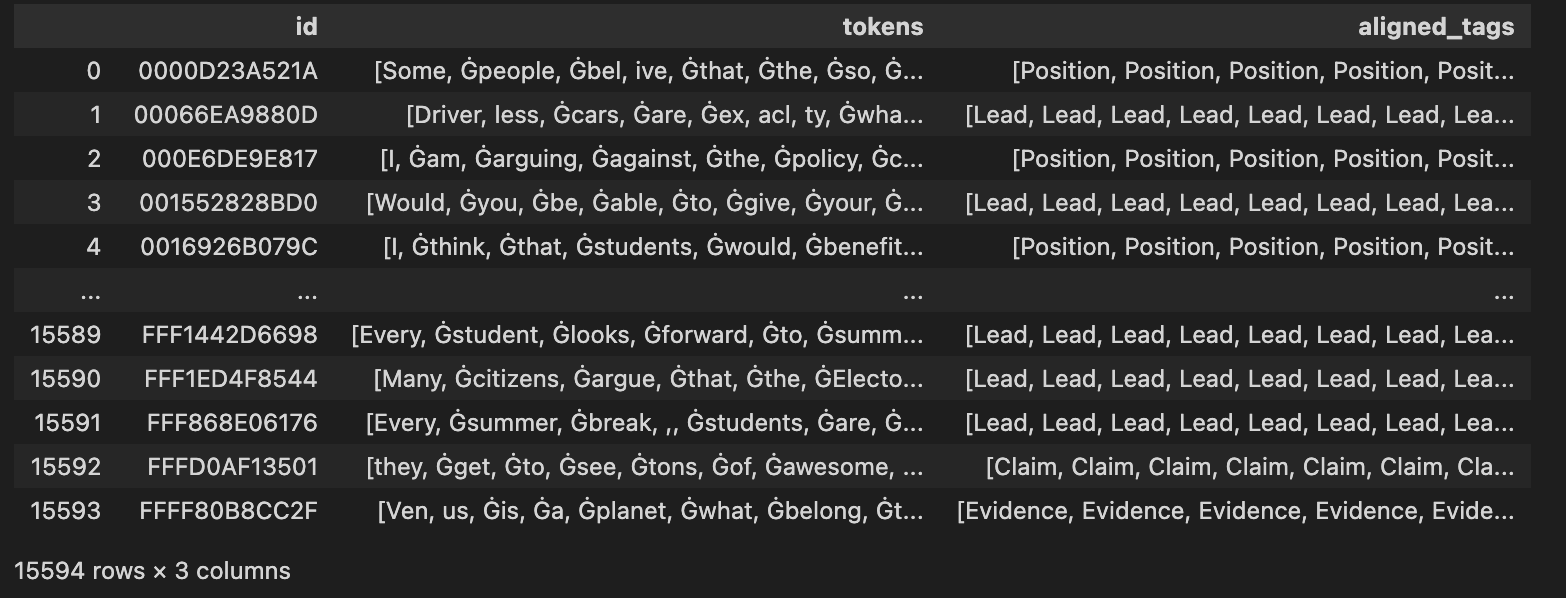 id tokens aligned_tags
0 0000D23A521A [Some, Ġpeople, Ġbel, ive, Ġthat, Ġthe, Ġso, Ġ... [Position, Position, Position, Position, Posit...
1 00066EA9880D [Driver, less, Ġcars, Ġare, Ġex, acl, ty, Ġwha... [Lead, Lead, Lead, Lead, Lead, Lead, Lead, Lea...
2 000E6DE9E817 [I, Ġam, Ġarguing, Ġagainst, Ġthe, Ġpolicy, Ġc... [Position, Position, Position, Position, Posit...
3 001552828BD0 [Would, Ġyou, Ġbe, Ġable, Ġto, Ġgive, Ġyour, Ġ... [Lead, Lead, Lead, Lead, Lead, Lead, Lead, Lea...
4 0016926B079C [I, Ġthink, Ġthat, Ġstudents, Ġwould, Ġbenefit... [Position, Position, Position, Position, Posit...
... ... ... ...
15589 FFF1442D6698 [Every, Ġstudent, Ġlooks, Ġforward, Ġto, Ġsumm... [Lead, Lead, Lead, Lead, Lead, Lead, Lead, Lea...
15590 FFF1ED4F8544 [Many, Ġcitizens, Ġargue, Ġthat, Ġthe, ĠElecto... [Lead, Lead, Lead, Lead, Lead, Lead, Lead, Lea...
15591 FFF868E06176 [Every, Ġsummer, Ġbreak, ,, Ġstudents, Ġare, Ġ... [Lead, Lead, Lead, Lead, Lead, Lead, Lead, Lea...
15592 FFFD0AF13501 [they, Ġget, Ġto, Ġsee, Ġtons, Ġof, Ġawesome, ... [Claim, Claim, Claim, Claim, Claim, Claim, Cla...
15593 FFFF80B8CC2F [Ven, us, Ġis, Ġa, Ġplanet, Ġwhat, Ġbelong, Ġt... [Evidence, Evidence, Evidence, Evidence, Evide...
15594 rows × 3 columns